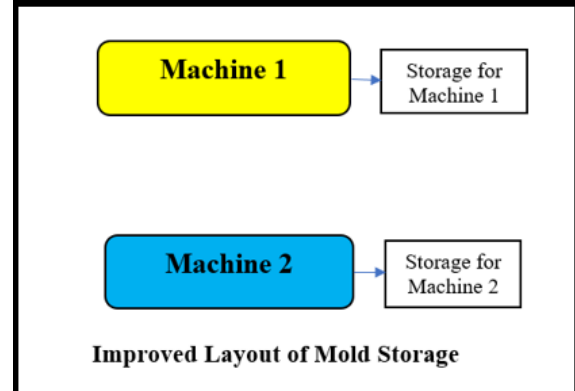 Machine 1
Storage for
Machine 1
Machine 2
Storage for
Machine 2
Improved Layout of Mold Storage